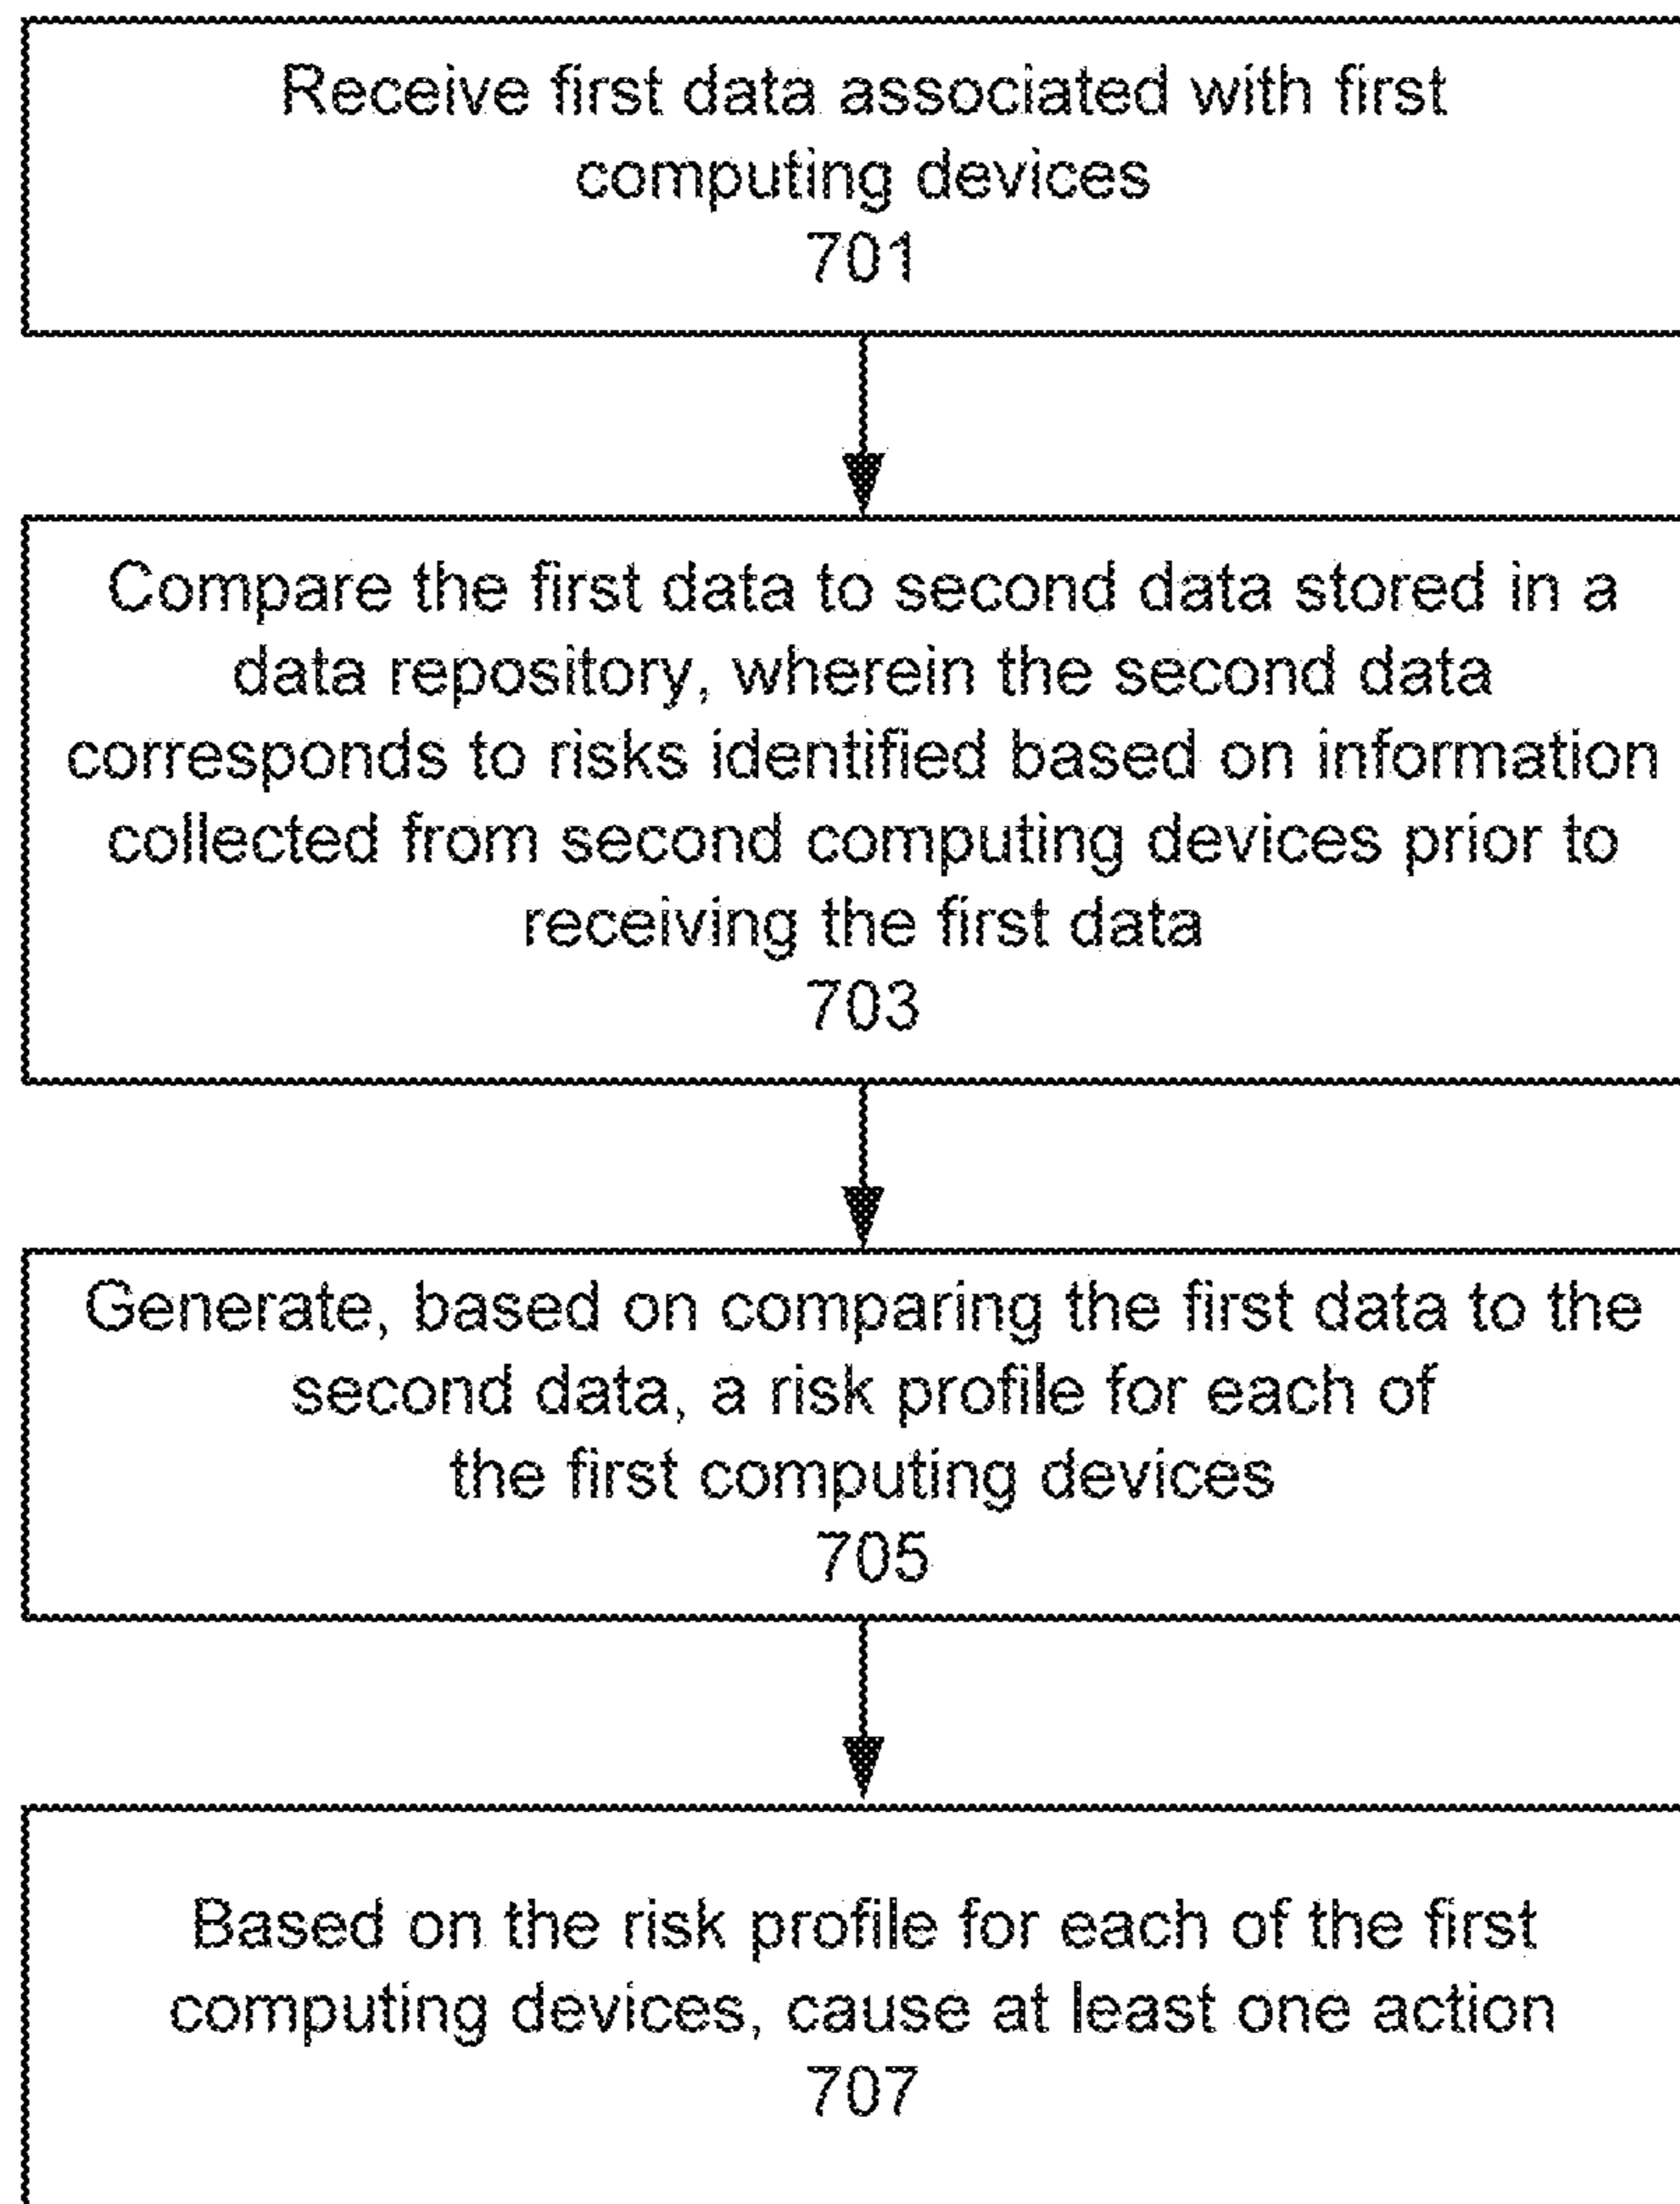 Receive first data associated with first
computing devices
701
Compare the first data to second data stored in a
data repository, wherein the second data
corresponds to risks identified based on information
collected from second computing devices prior to
receiving the first data
703
Generate, based on comparing the first data to the
second data, a risk profile for each of
the first computing devices
705
Based on the risk profile for each of the first
computing devices, cause at least one action
707